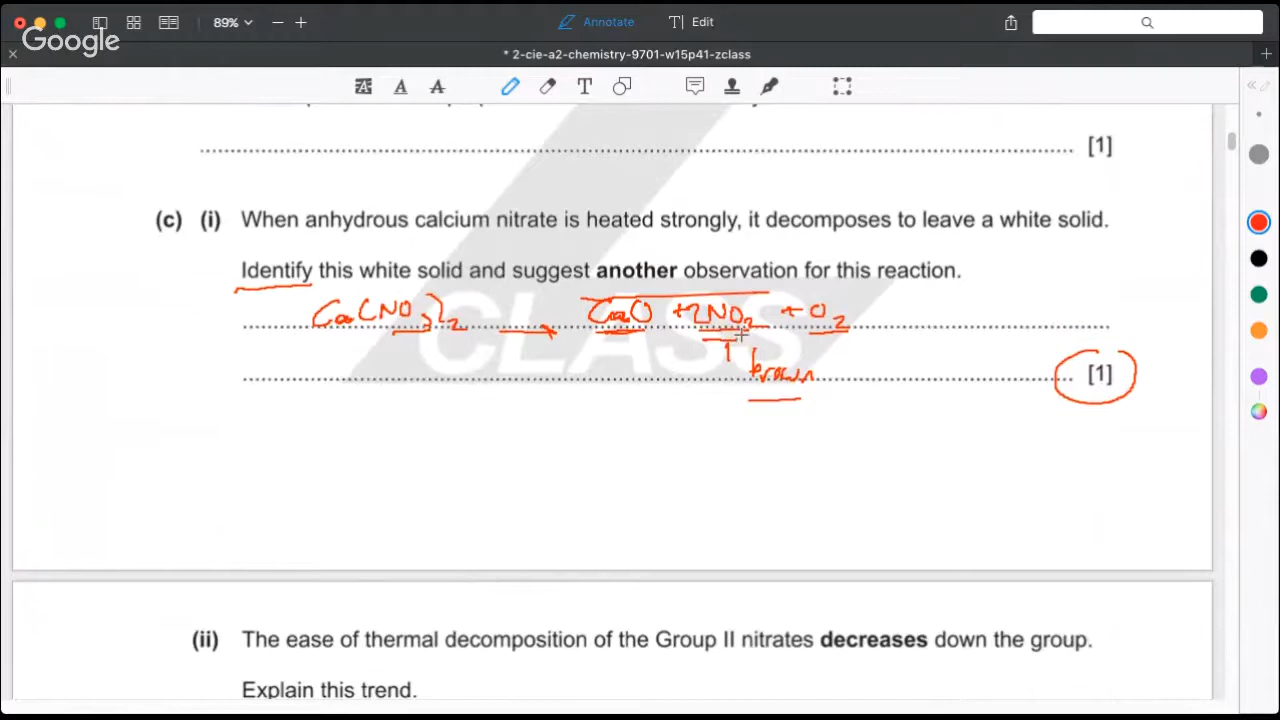 89%
Annotate
Edit
Google
* 2-cie-a2-chemistry-9701-w15p41-zclass
[1]
(c) (i) When anhydrous calcium nitrate is heated strongly, it decomposes to leave a white solid.
Identify this white solid and suggest another observation for this reaction.
Ca(NO3)2 → CaO + 2NO2 + O2
brown
[1]
CLASS
(ii) The ease of thermal decomposition of the Group II nitrates decreases down the group.
Explain this trend.